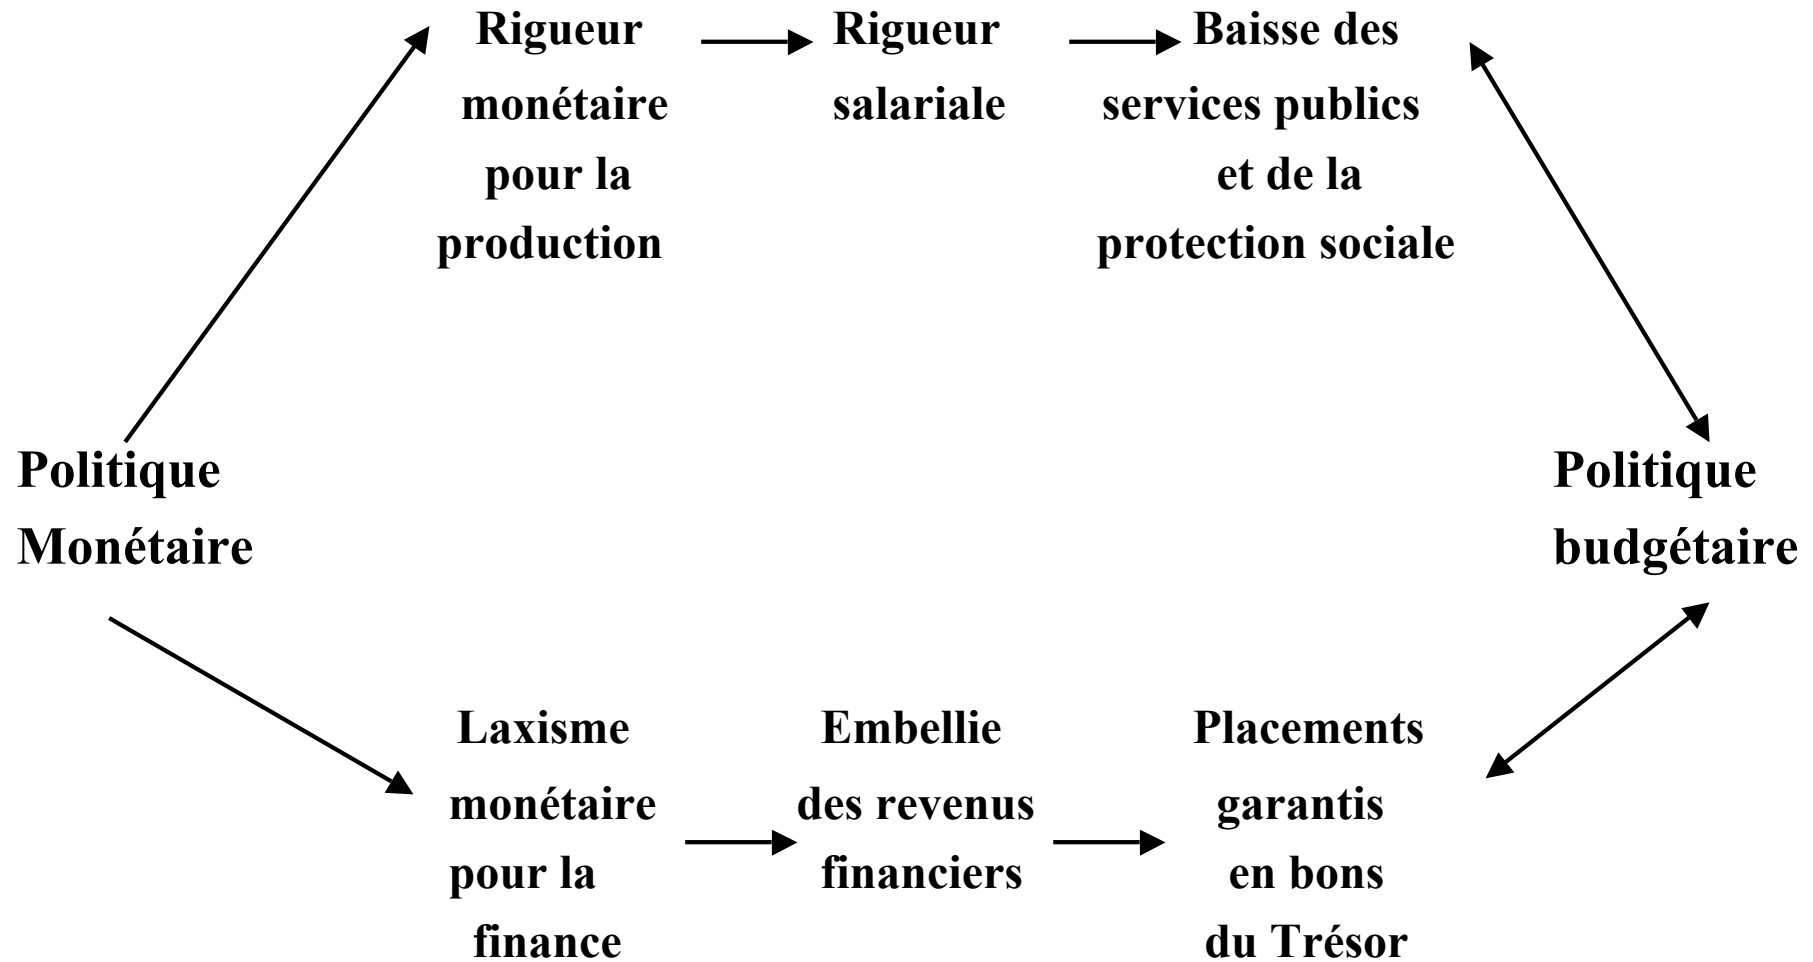 Rigueur
monétaire
pour la
production
Rigueur
salariale
Baisse des
services publics
et de la
protection sociale
Politique
Monétaire
Politique
budgétaire
Laxisme
monétaire
pour la
finance
Embellie
des revenus
financiers
Placements
garantis
en bons
du Trésor